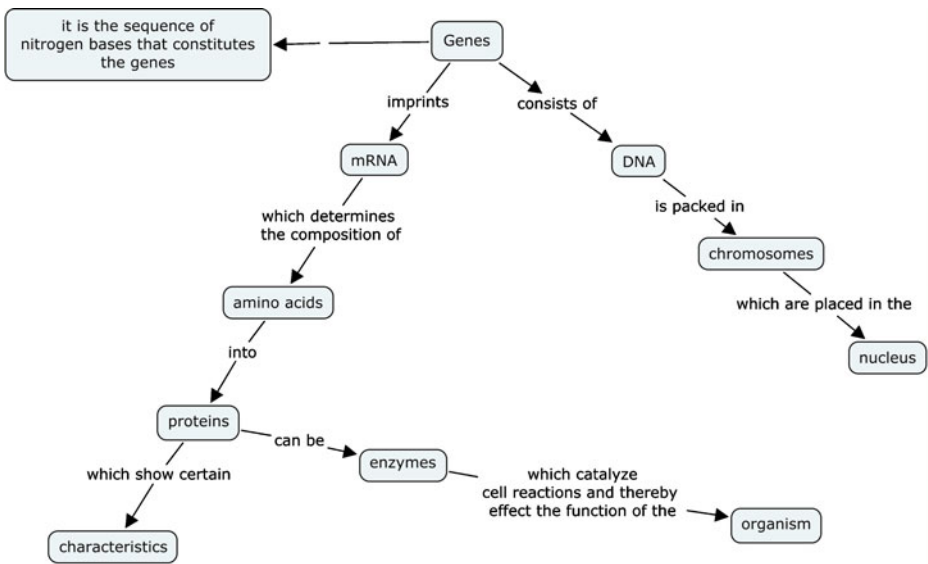 it is the sequence of
nitrogen bases that constitutes
the genes
Genes
imprints
consists of
mRNA
DNA
which determines
the composition of
is packed in
chromosomes
amino acids
which are placed in the
into
nucleus
proteins
can be
enzymes
which show certain
which catalyze
cell reactions and thereby
effect the function of the
organism
characteristics